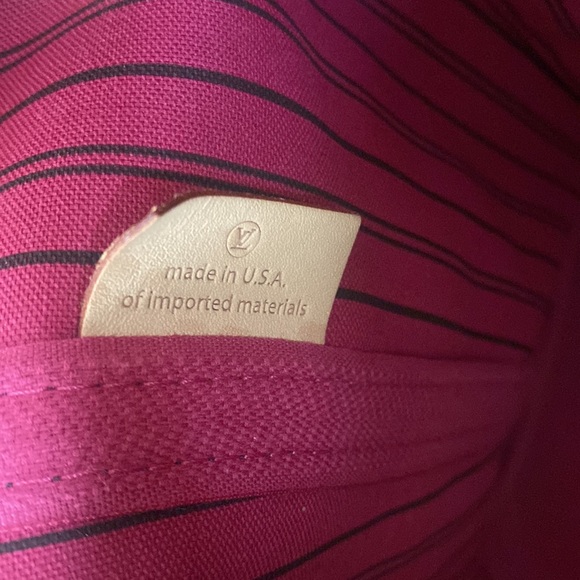 LV
made in U.S.A.
of imported materials